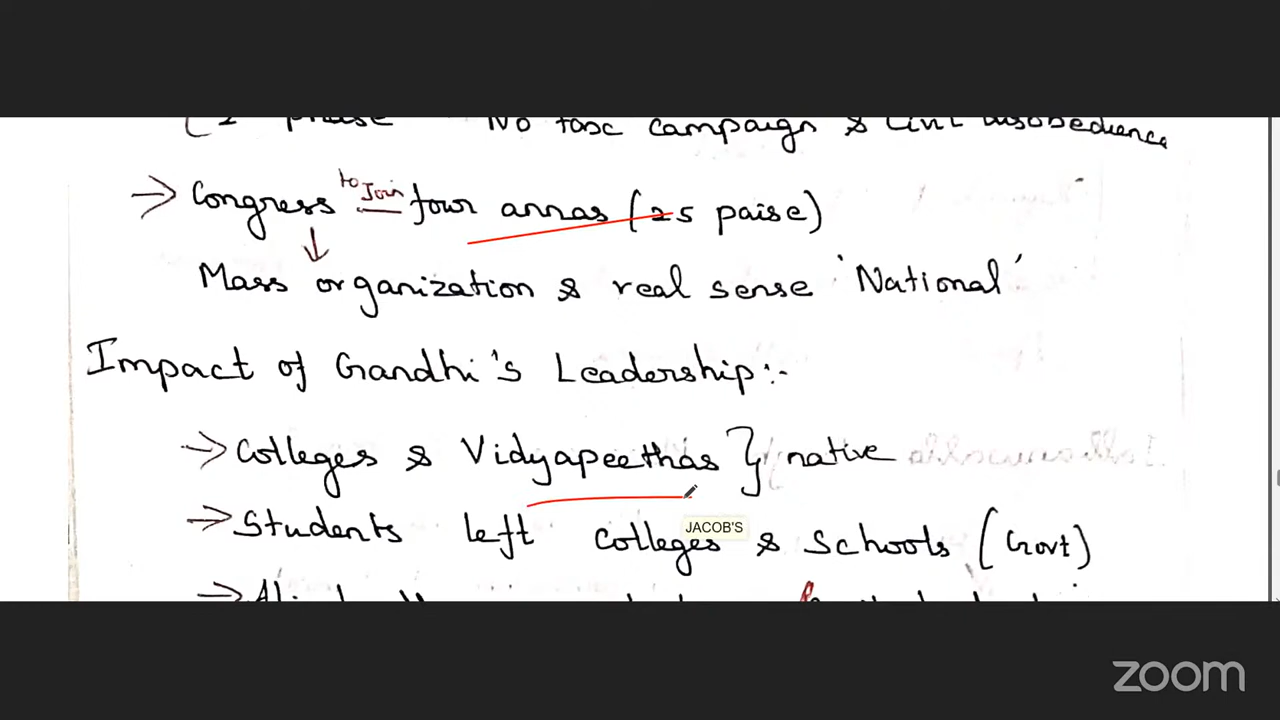 No tax campaign & Civil disobedience
→ Congress to Join four annas (25 paise)
Mass organization & real sense 'National'
Impact of Gandhi's Leadership :-
→ Colleges & Vidyapeethas } native
→ Students left colleges & schools (Govt)
JACOB'S
zoom